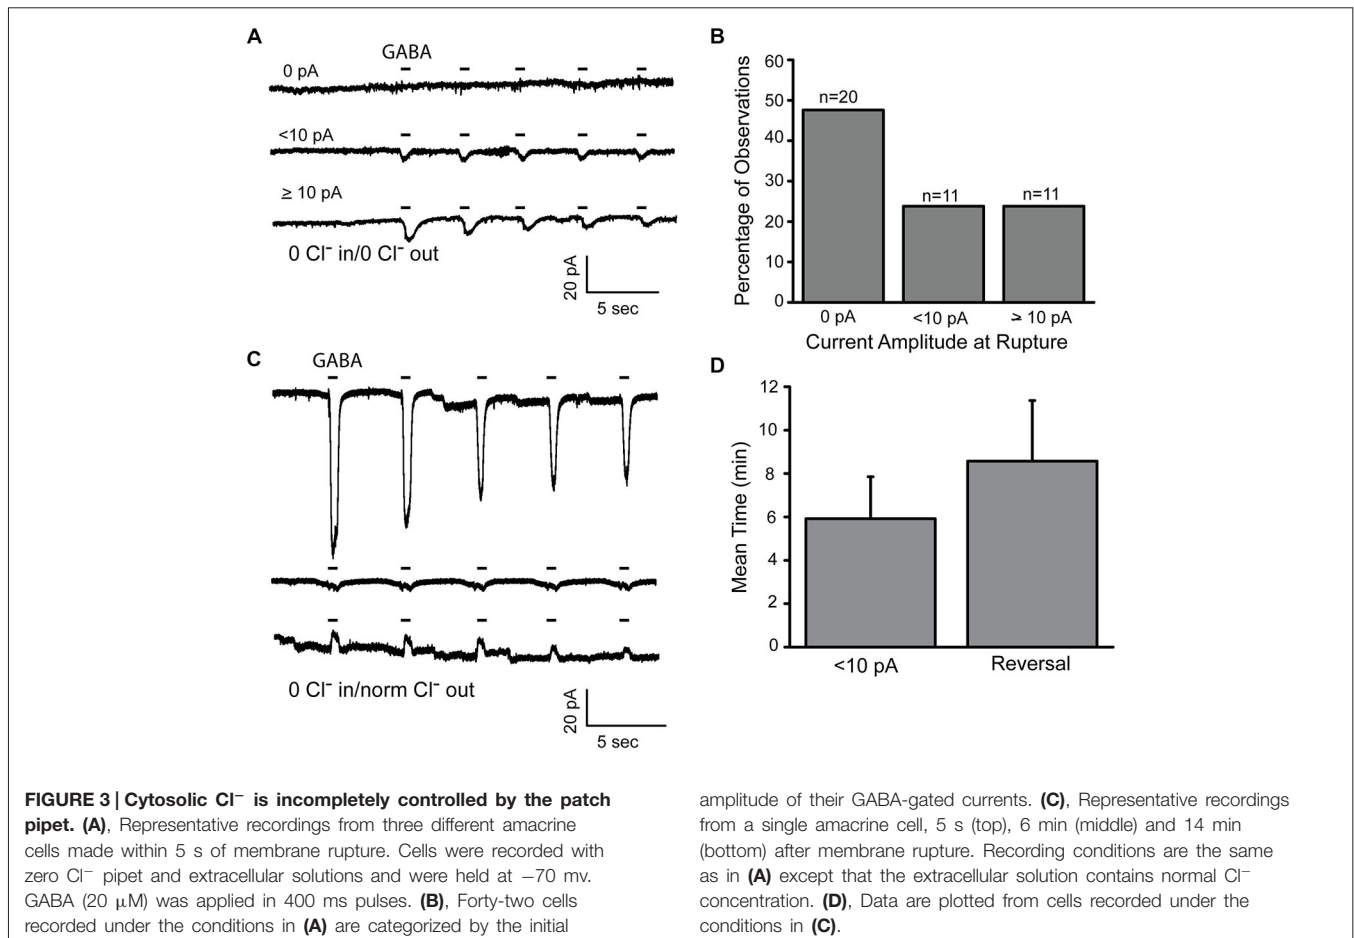 A
GABA
0 pA
<10 pA
≥ 10 pA
0 Cl⁻ in/0 Cl⁻ out
20 pA
5 sec
B
Percentage of Observations
60
50
40
30
20
10
0
n=20
n=11
n=11
0 pA
<10 pA
≥ 10 pA
Current Amplitude at Rupture
C
GABA
0 Cl⁻ in/norm Cl⁻ out
20 pA
5 sec
D
Mean Time (min)
12
10
8
6
4
2
0
<10 pA
Reversal
FIGURE 3 | Cytosolic Cl⁻ is incompletely controlled by the patch
pipet. (A), Representative recordings from three different amacrine
cells made within 5 s of membrane rupture. Cells were recorded with
zero Cl⁻ pipet and extracellular solutions and were held at −70 mv.
GABA (20 μM) was applied in 400 ms pulses. (B), Forty-two cells
recorded under the conditions in (A) are categorized by the initial
amplitude of their GABA-gated currents. (C), Representative recordings
from a single amacrine cell, 5 s (top), 6 min (middle) and 14 min
(bottom) after membrane rupture. Recording conditions are the same
as in (A) except that the extracellular solution contains normal Cl⁻
concentration. (D), Data are plotted from cells recorded under the
conditions in (C).